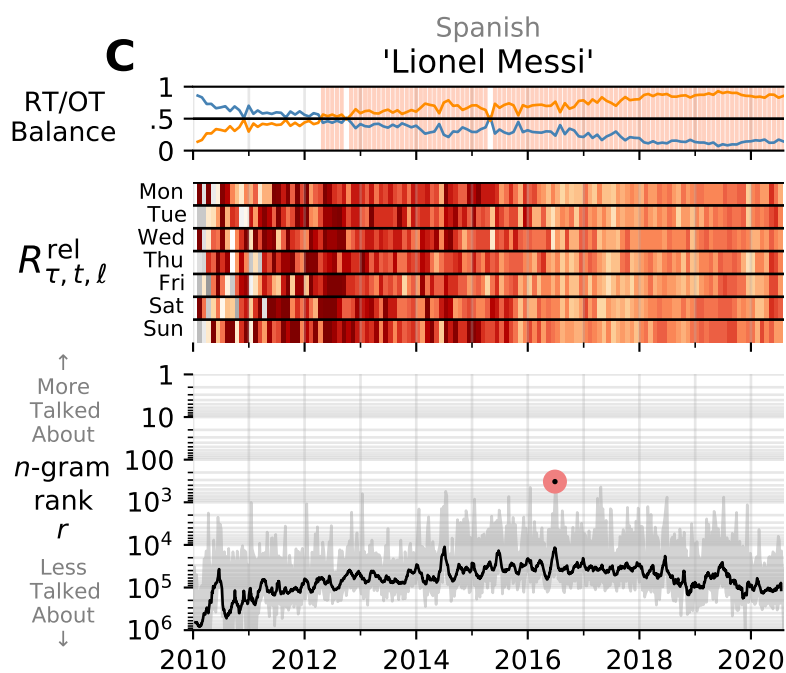 Spanish
C
'Lionel Messi'
RT/OT
Balance
1
.5
0
R rel τ, t, ℓ
Mon
Tue
Wed
Thu
Fri
Sat
Sun
↑
More
Talked
About
n-gram
rank
r
Less
Talked
About
↓
1
10
100
10³
10⁴
10⁵
10⁶
2010 2012 2014 2016 2018 2020